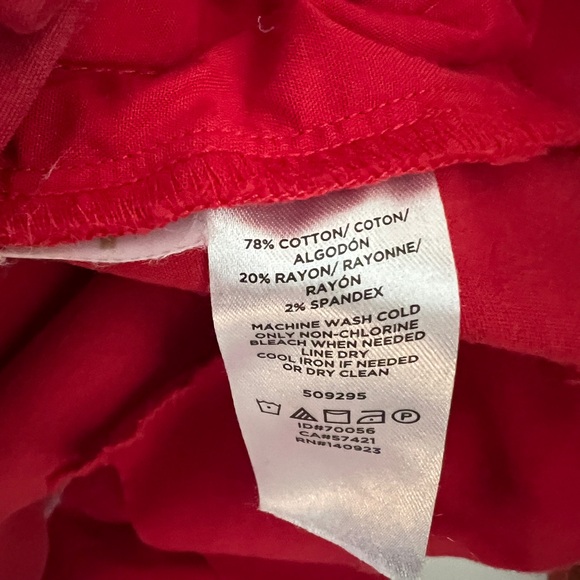 78% COTTON/ COTON/
ALGODÓN
20% RAYON/ RAYONNE/
RAYÓN
2% SPANDEX
MACHINE WASH COLD
ONLY NON-CHLORINE
BLEACH WHEN NEEDED
LINE DRY
COOL IRON IF NEEDED
OR DRY CLEAN
509295
P
ID#70056
CA#57421
RN#140923